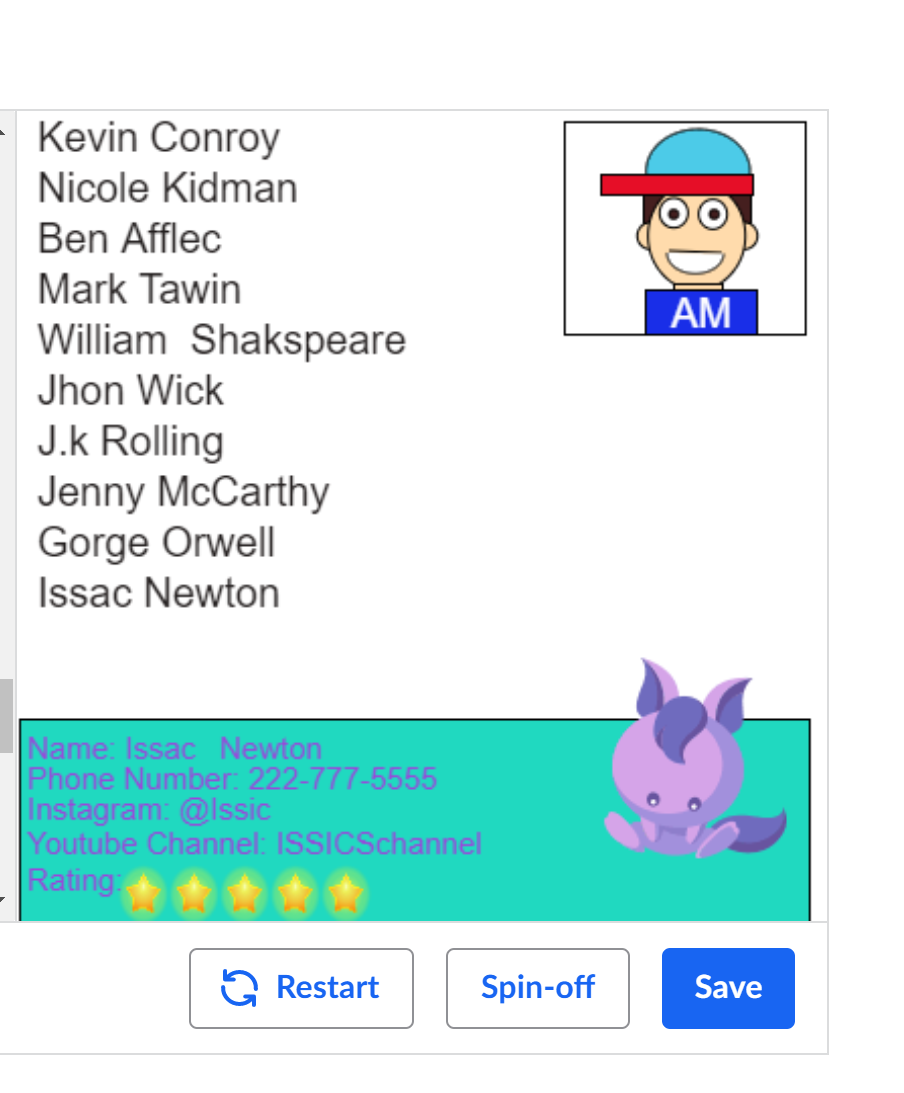 Kevin Conroy
Nicole Kidman
Ben Afflec
Mark Tawin
William  Shakspeare
Jhon Wick
J.k Rolling
Jenny McCarthy
Gorge Orwell
Issac Newton
AM
Name: Issac   Newton
Phone Number: 222-777-5555
Instagram: @Issic
Youtube Channel: ISSICSchannel
Rating:
Restart
Spin-off
Save